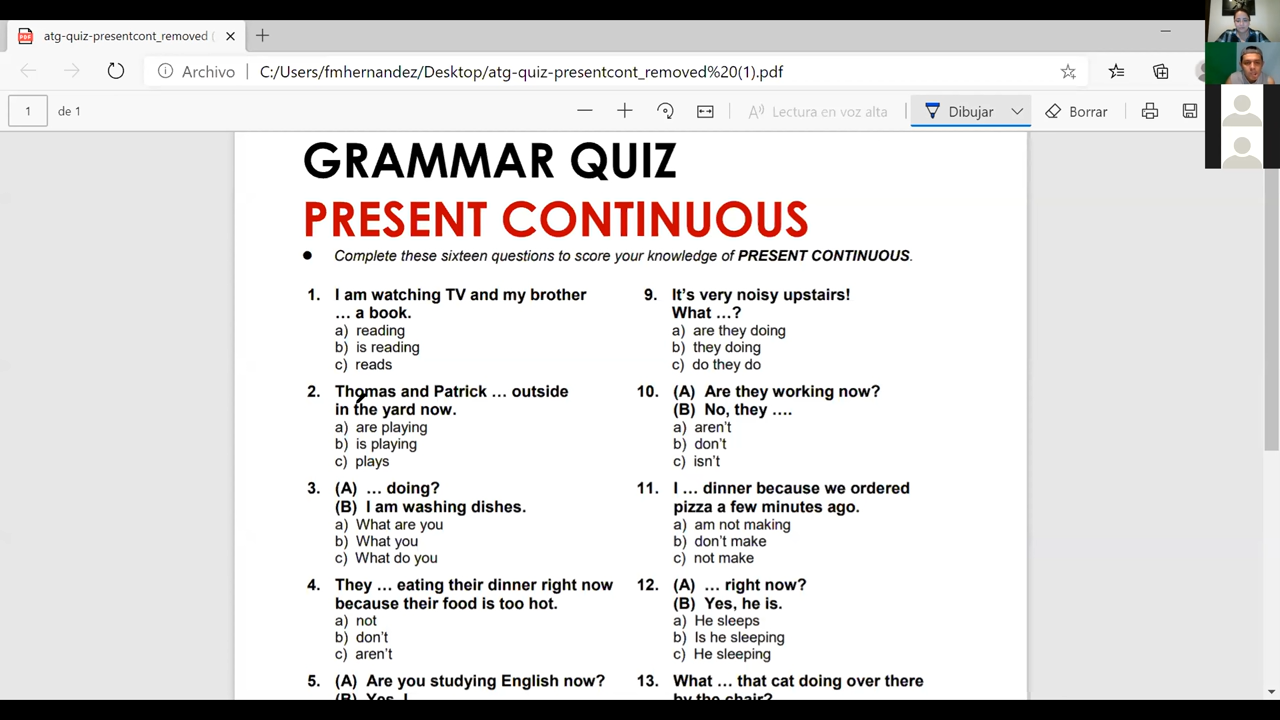 atg-quiz-presentcont_removed (
Archivo
C:/Users/fmhernandez/Desktop/atg-quiz-presentcont_removed%20(1).pdf
1
de 1
Lectura en voz alta
Dibujar
Borrar
GRAMMAR QUIZ
PRESENT CONTINUOUS
● Complete these sixteen questions to score your knowledge of PRESENT CONTINUOUS.
1. I am watching TV and my brother
… a book.
a) reading
b) is reading
c) reads
2. Thomas and Patrick … outside
in the yard now.
a) are playing
b) is playing
c) plays
3. (A) … doing?
(B) I am washing dishes.
a) What are you
b) What you
c) What do you
4. They … eating their dinner right now
because their food is too hot.
a) not
b) don't
c) aren't
5. (A) Are you studying English now?
(B) Yes, I
9. It's very noisy upstairs!
What …?
a) are they doing
b) they doing
c) do they do
10. (A) Are they working now?
(B) No, they ….
a) aren't
b) don't
c) isn't
11. I … dinner because we ordered
pizza a few minutes ago.
a) am not making
b) don't make
c) not make
12. (A) … right now?
(B) Yes, he is.
a) He sleeps
b) Is he sleeping
c) He sleeping
13. What … that cat doing over there
by the chair?